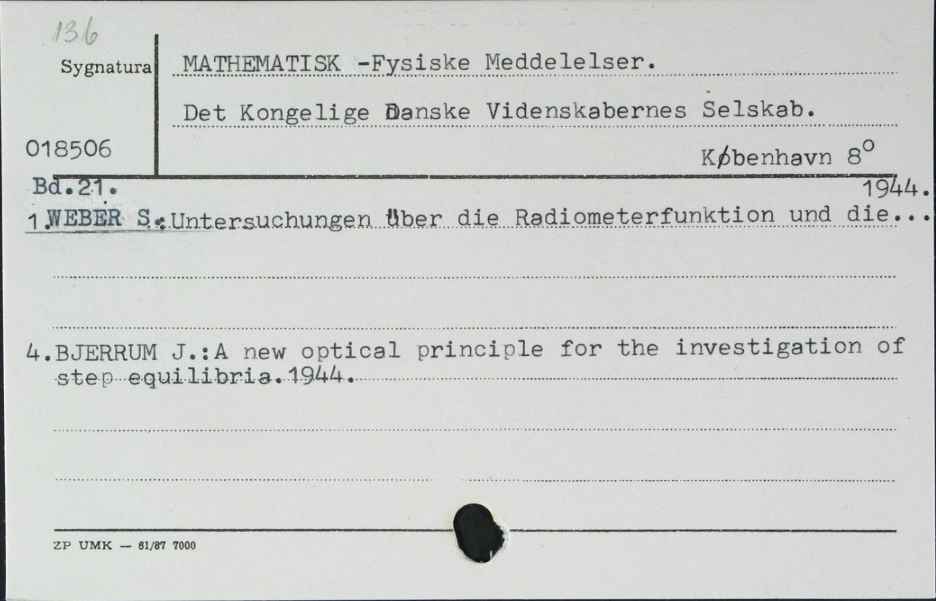 136
Sygnatura
MATHEMATISK -Fysiske Meddelelser.
Det Kongelige Danske Videnskabernes Selskab.
018506
København 8°
Bd.21. 1944.
1.WEBER S.:Untersuchungen über die Radiometerfunktion und die...
4.BJERRUM J.:A new optical principle for the investigation of
step equilibria.1944.
ZP UMK — 81/87 7000